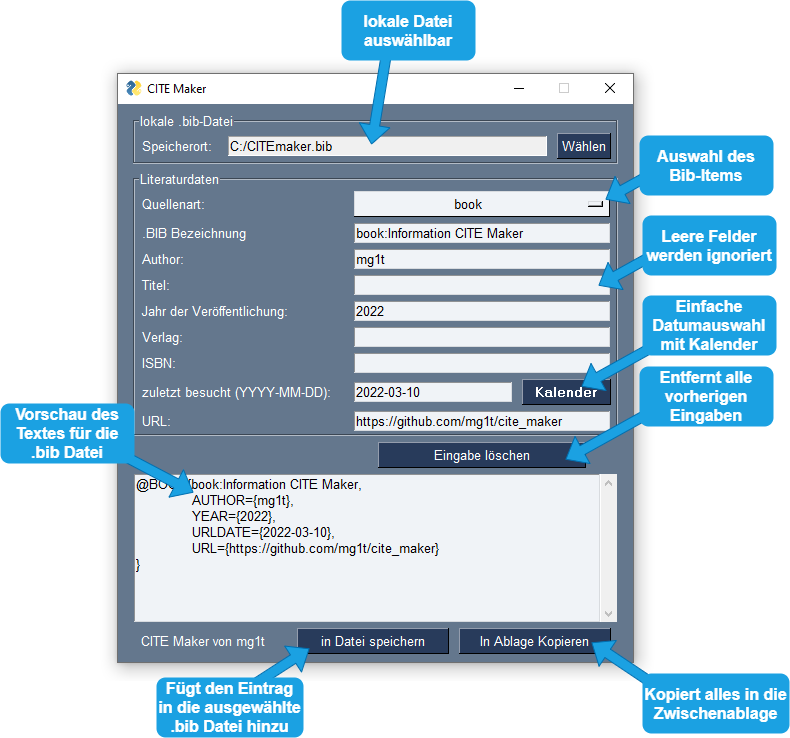 lokale Datei
auswählbar
CITE Maker
lokale .bib-Datei
Speicherort:
C:/CITEmaker.bib
Wählen
Auswahl des
Bib-Items
Literaturdaten
Quellenart:
book
.BIB Bezeichnung
book:Information CITE Maker
Leere Felder
werden ignoriert
Author:
mg1t
Titel:
Jahr der Veröffentlichung:
2022
Einfache
Datumauswahl
mit Kalender
Verlag:
ISBN:
zuletzt besucht (YYYY-MM-DD):
2022-03-10
Kalender
Entfernt alle
vorherigen
Eingaben
URL:
https://github.com/mg1t/cite_maker
Vorschau des
Textes für die
.bib Datei
Eingabe löschen
book:Information CITE Maker,
AUTHOR={mg1t},
YEAR={2022},
URLDATE={2022-03-10},
URL={https://github.com/mg1t/cite_maker}
}
CITE Maker von mg1t
in Datei speichern
In Ablage Kopieren
Fügt den Eintrag
in die ausgewählte
.bib Datei hinzu
Kopiert alles in die
Zwischenablage